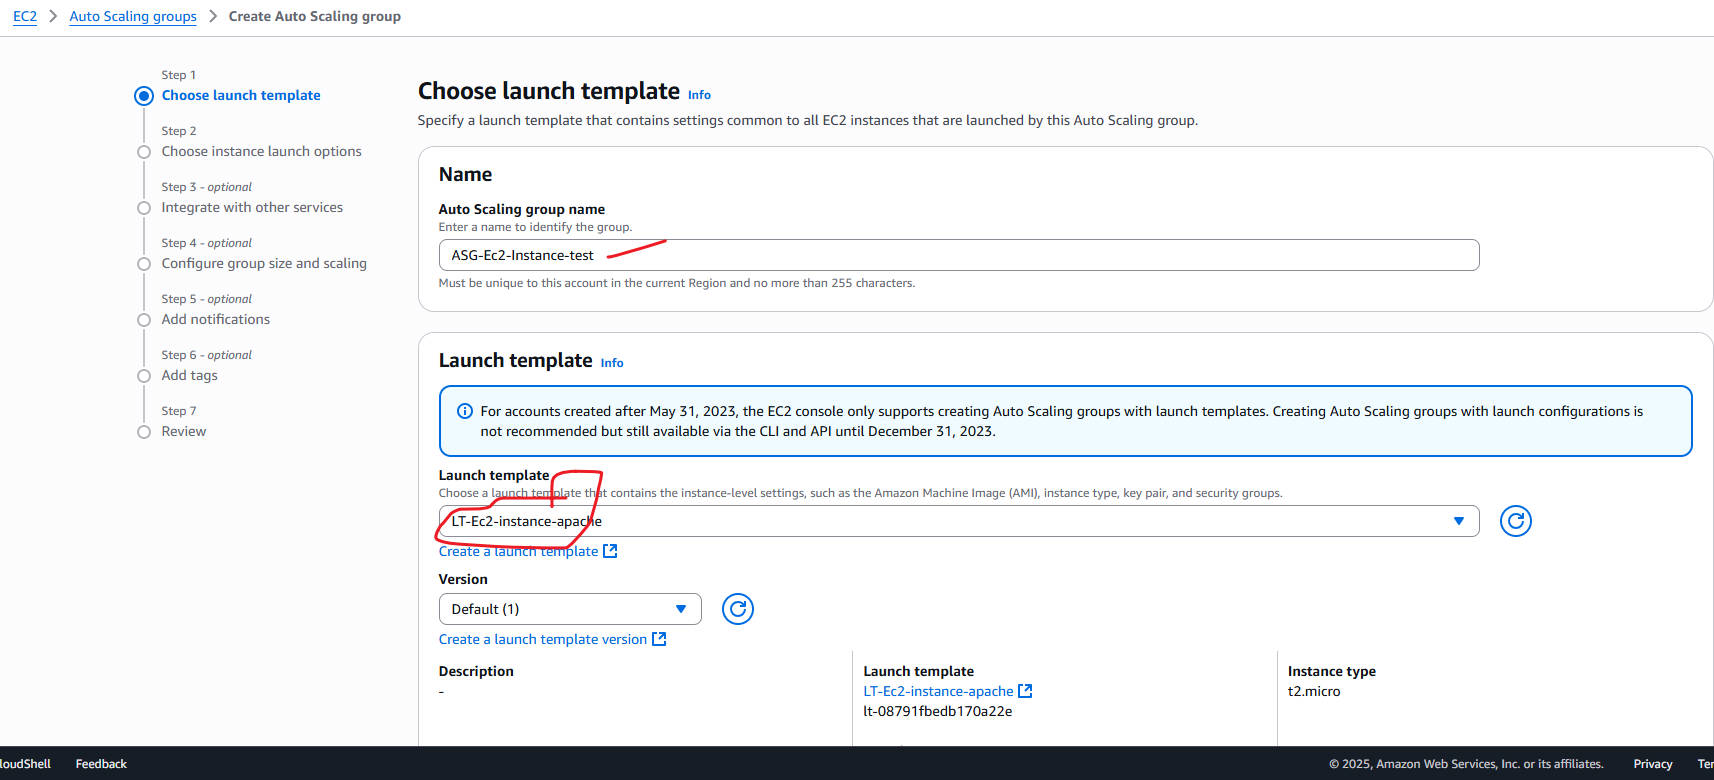 EC2 > Auto Scaling groups > Create Auto Scaling group
Step 1
Choose launch template
Step 2
Choose instance launch options
Step 3 - optional
Integrate with other services
Step 4 - optional
Configure group size and scaling
Step 5 - optional
Add notifications
Step 6 - optional
Add tags
Step 7
Review
Choose launch template Info
Specify a launch template that contains settings common to all EC2 instances that are launched by this Auto Scaling group.
Name
Auto Scaling group name
Enter a name to identify the group.
ASG-Ec2-Instance-test
Must be unique to this account in the current Region and no more than 255 characters.
Launch template Info
For accounts created after May 31, 2023, the EC2 console only supports creating Auto Scaling groups with launch templates. Creating Auto Scaling groups with launch configurations is
not recommended but still available via the CLI and API until December 31, 2023.
Launch template
Choose a launch template that contains the instance-level settings, such as the Amazon Machine Image (AMI), instance type, key pair, and security groups.
LT-Ec2-instance-apache
Create a launch template
Version
Default (1)
Create a launch template version
Description
-
Launch template
LT-Ec2-instance-apache
lt-08791fbedb170a22e
Instance type
t2.micro
loudShell Feedback © 2025, Amazon Web Services, Inc. or its affiliates. Privacy Ter